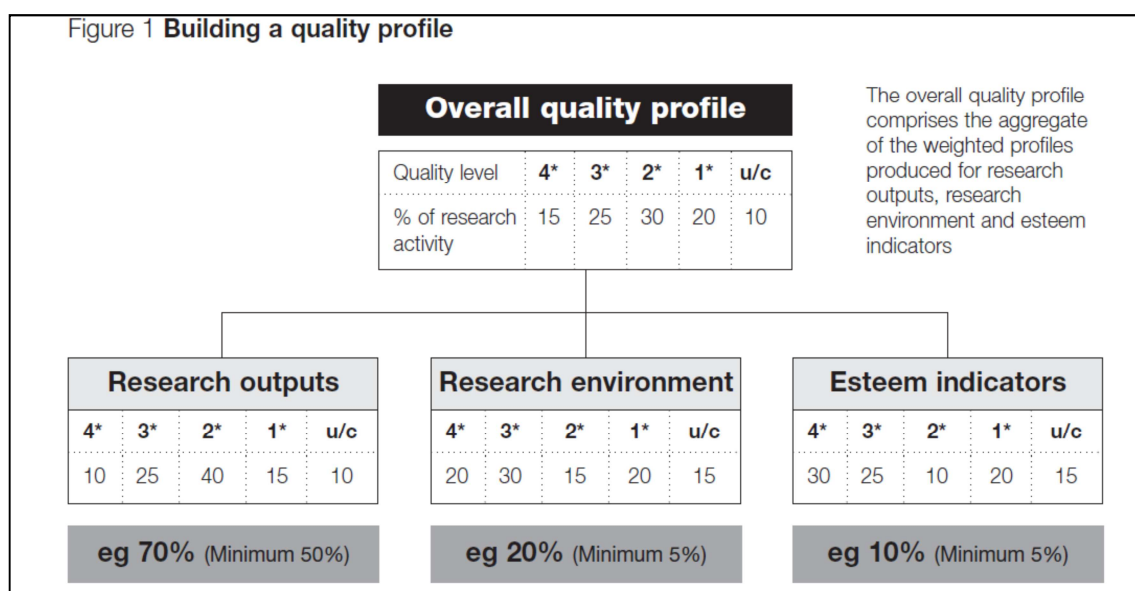 Figure 1 Building a quality profile
Overall quality profile
The overall quality profile
comprises the aggregate
of the weighted profiles
produced for research
outputs, research
environment and esteem
indicators
Quality level 4* 3* 2* 1* u/c
% of research 15 25 30 20 10
activity
Research outputs
4* 3* 2* 1* u/c
10 25 40 15 10
eg 70% (Minimum 50%)
Research environment
4* 3* 2* 1* u/c
20 30 15 20 15
eg 20% (Minimum 5%)
Esteem indicators
4* 3* 2* 1* u/c
30 25 10 20 15
eg 10% (Minimum 5%)